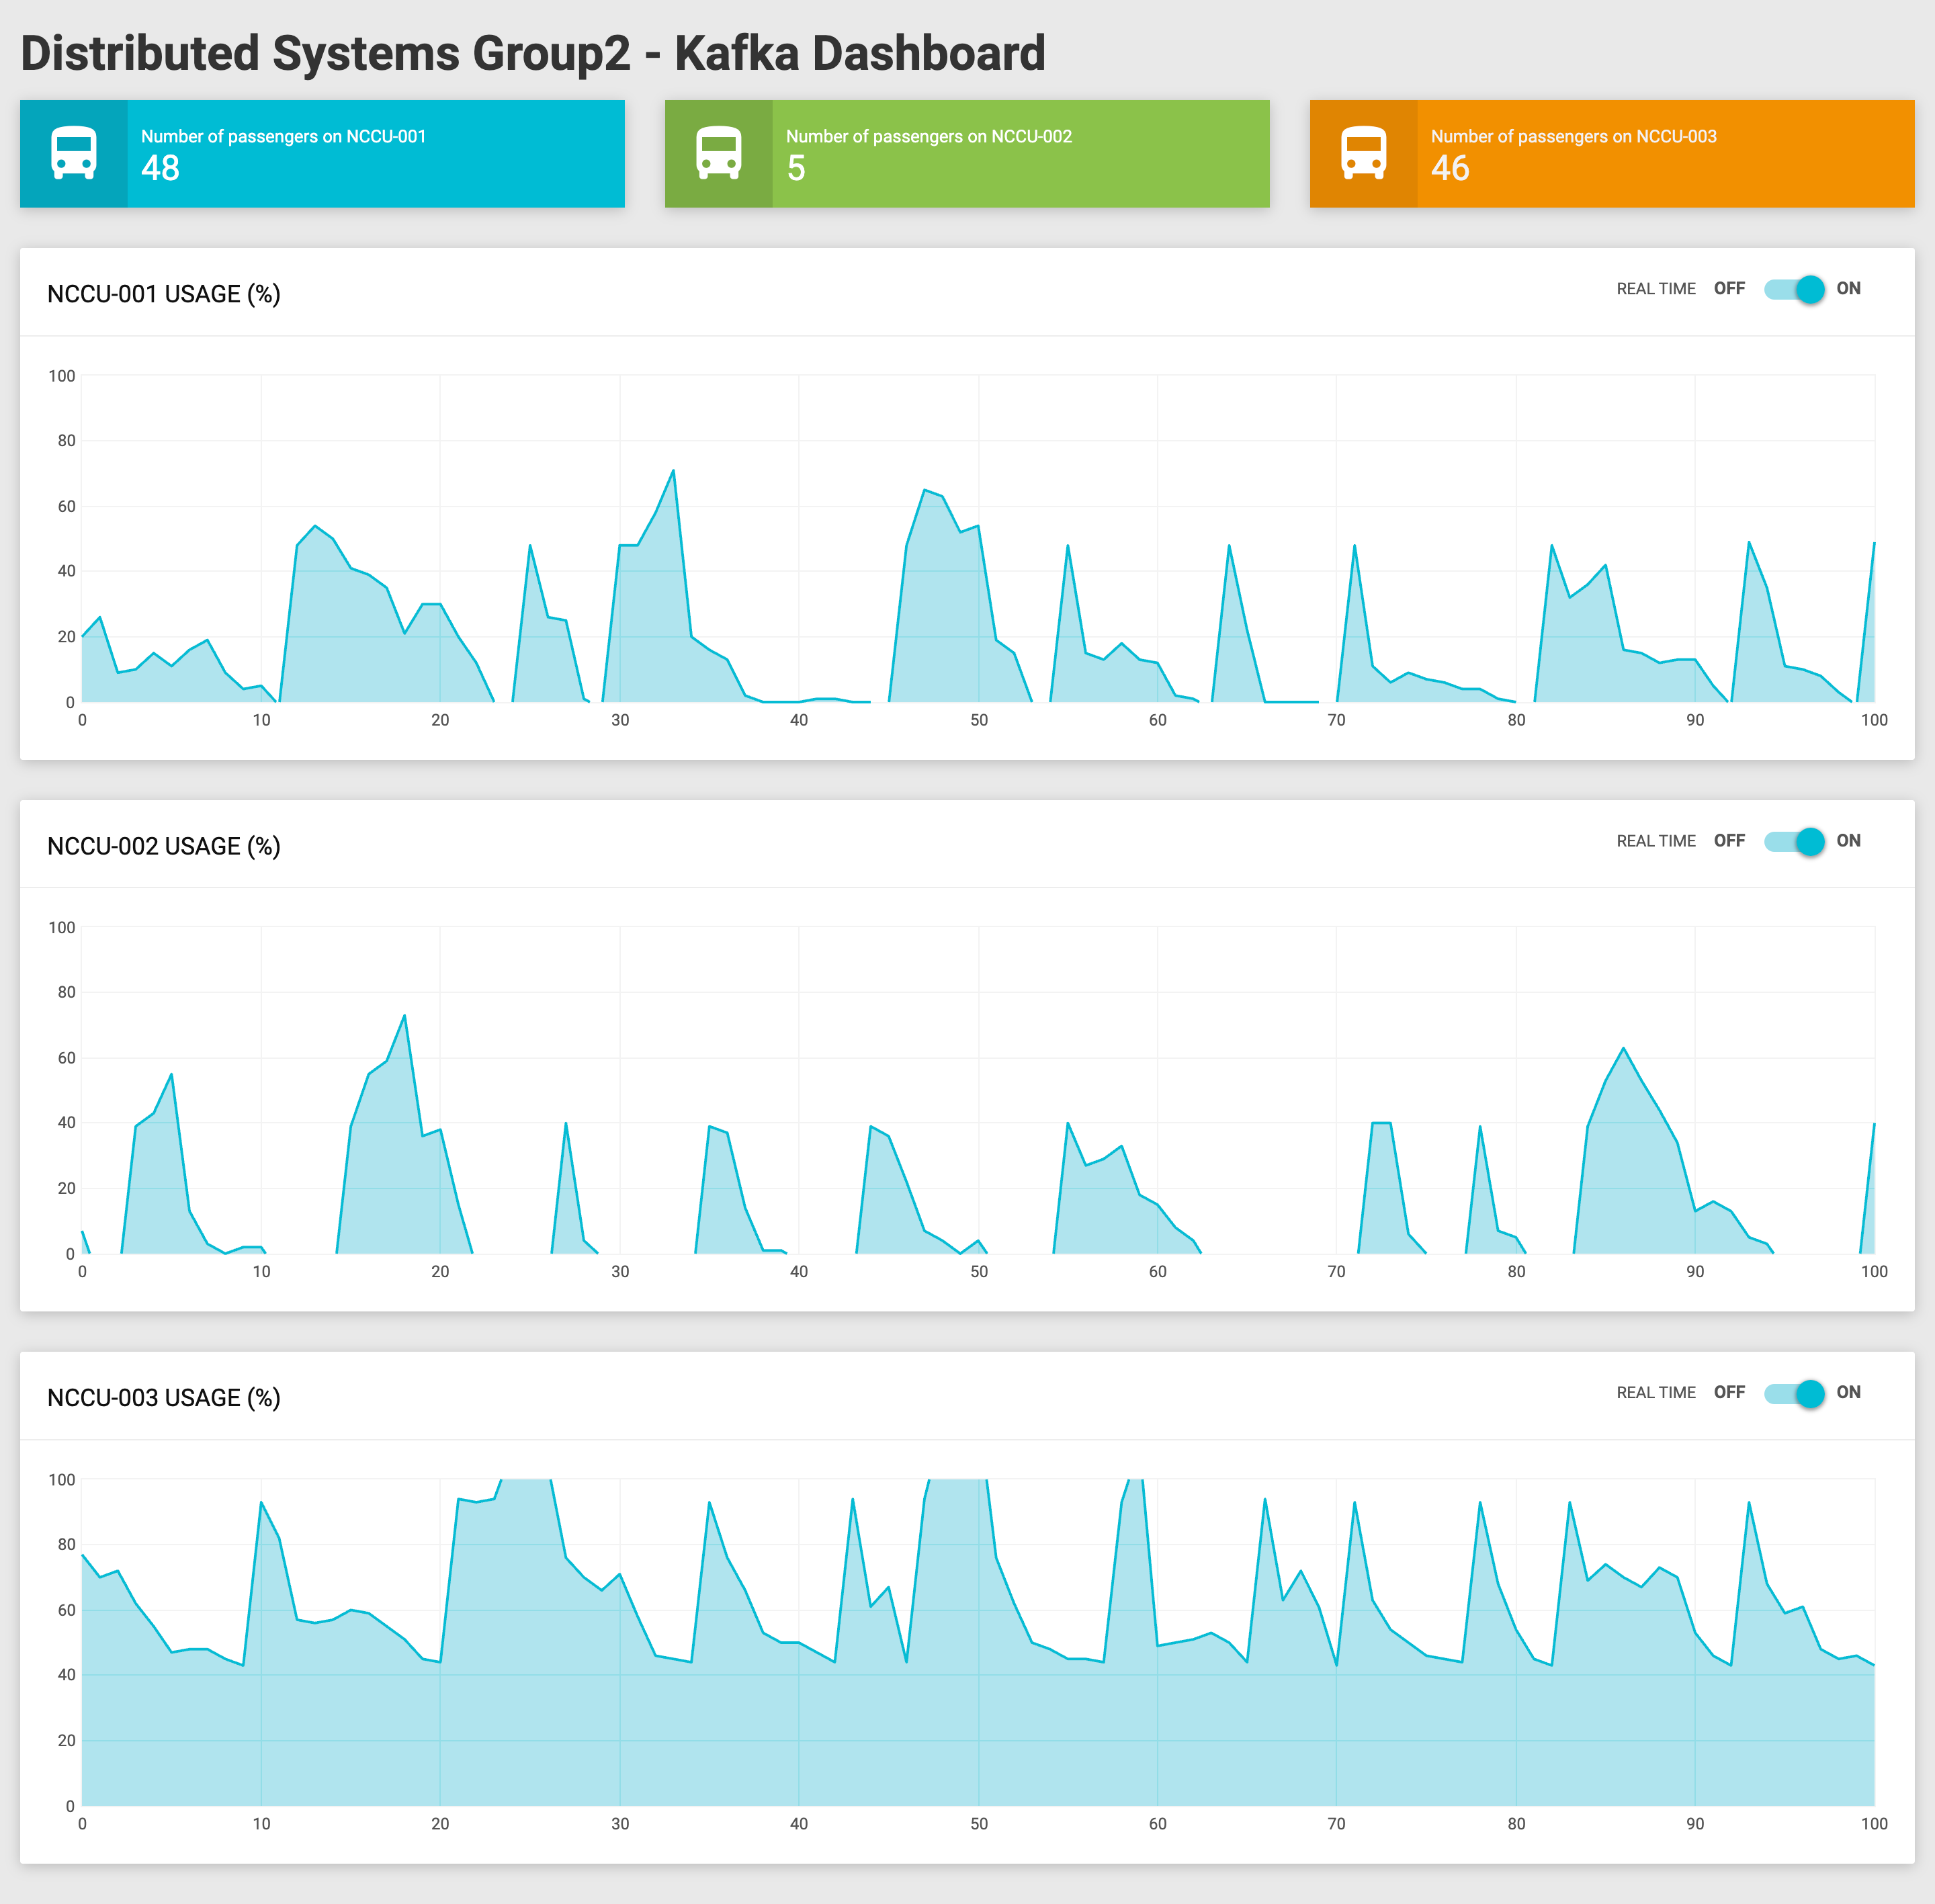 Distributed Systems Group2 - Kafka Dashboard
Number of passengers on NCCU-001
48
Number of passengers on NCCU-002
5
Number of passengers on NCCU-003
46
NCCU-001 USAGE (%)
REAL TIME OFF ON
100
80
60
40
20
0
0 10 20 30 40 50 60 70 80 90 100
NCCU-002 USAGE (%)
REAL TIME OFF ON
100
80
60
40
20
0
0 10 20 30 40 50 60 70 80 90 100
NCCU-003 USAGE (%)
REAL TIME OFF ON
100
80
60
40
20
0
0 10 20 30 40 50 60 70 80 90 100